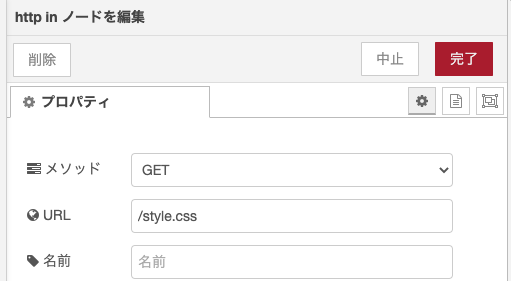 http in ノードを編集
削除
中止
完了
プロパティ
メソッド
GET
URL
/style.css
名前
名前